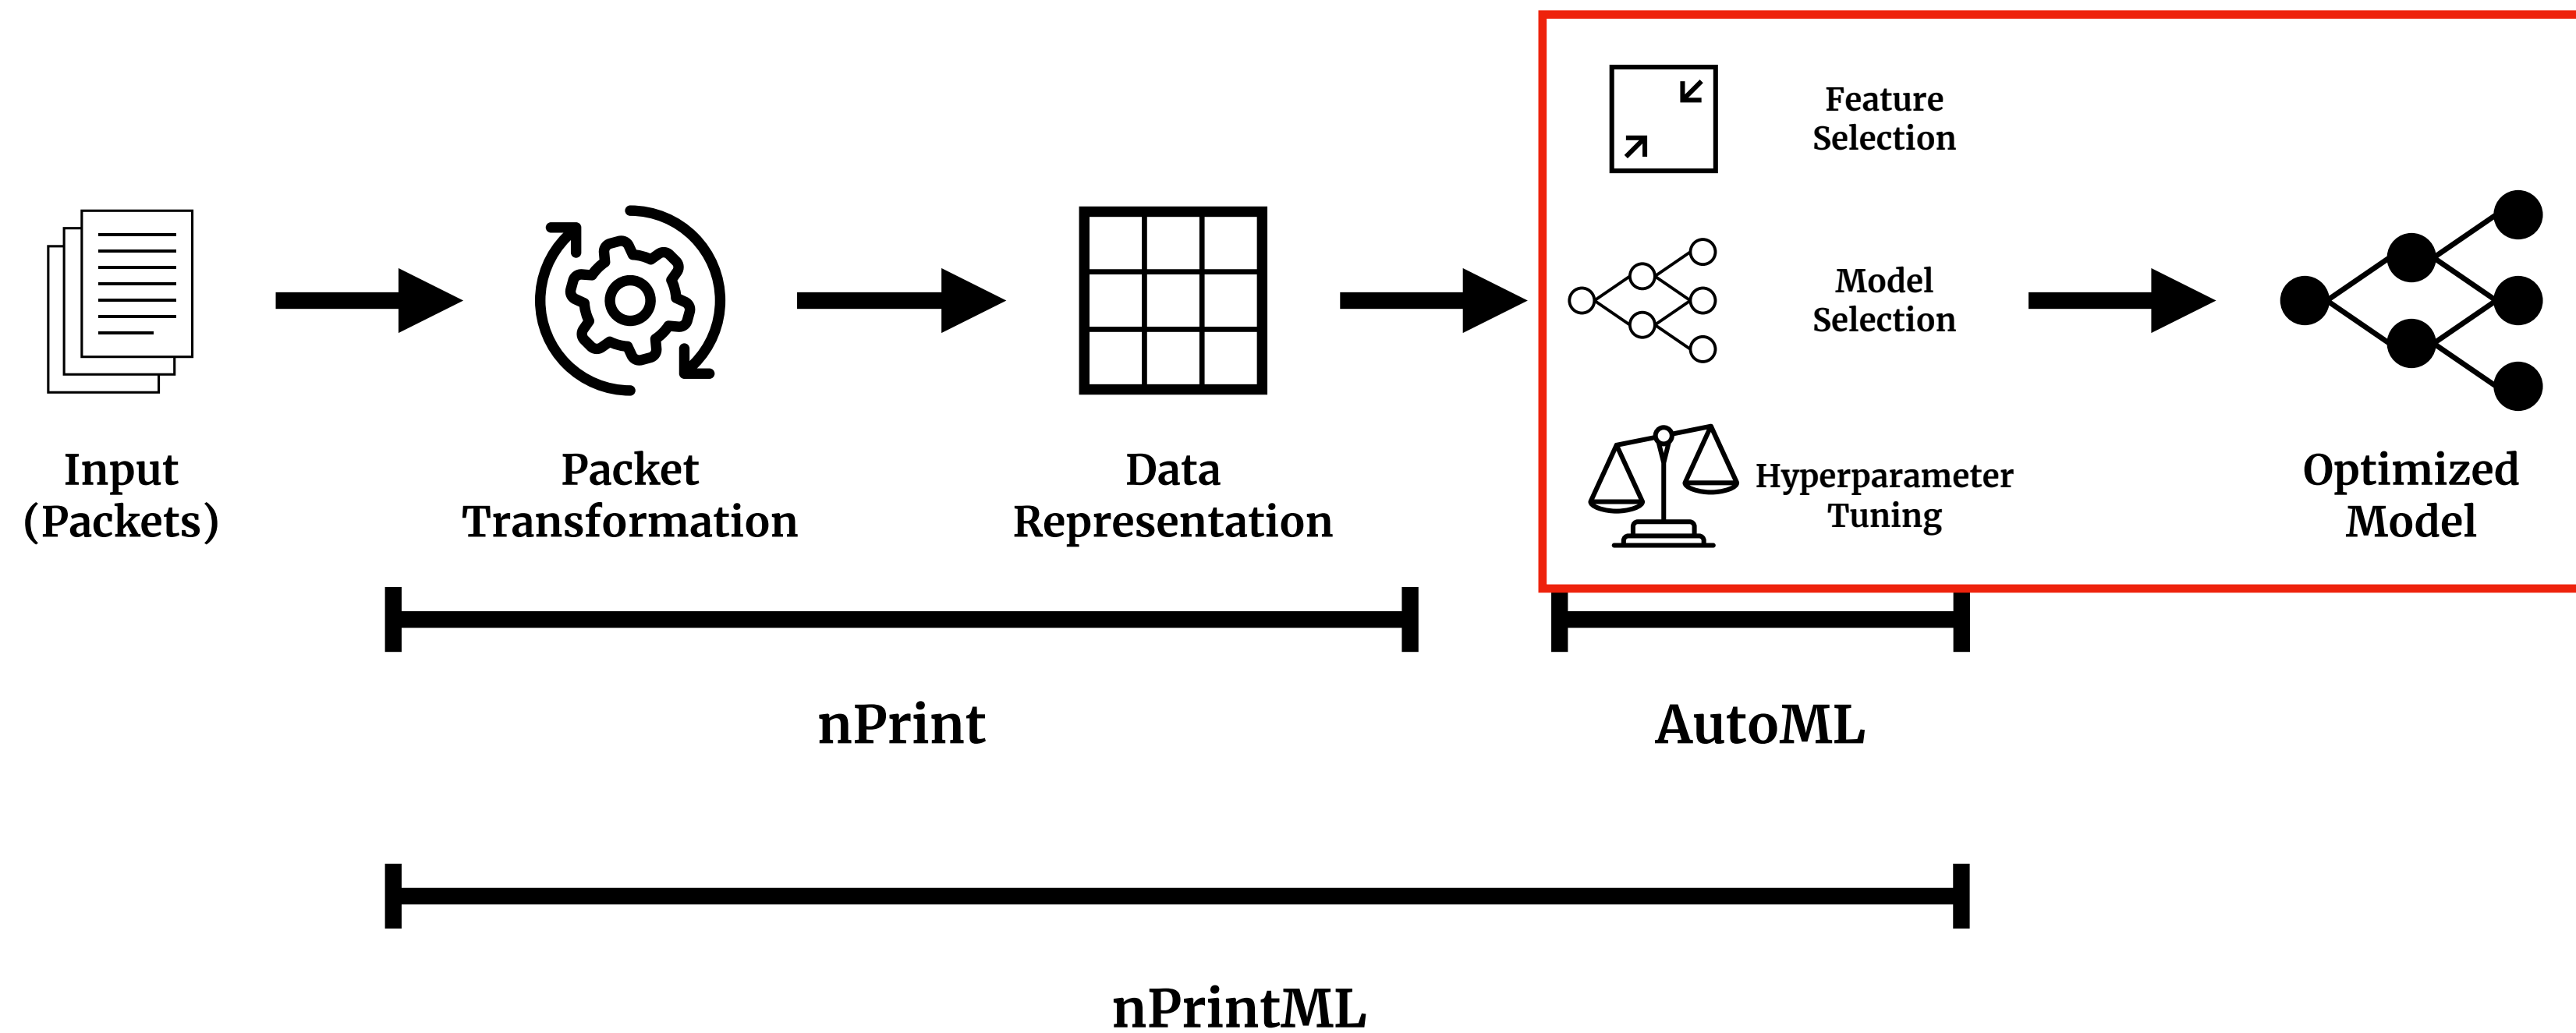 Input
(Packets)
Packet
Transformation
Data
Representation
Feature
Selection
Model
Selection
Hyperparameter
Tuning
Optimized
Model
nPrint
AutoML
nPrintML